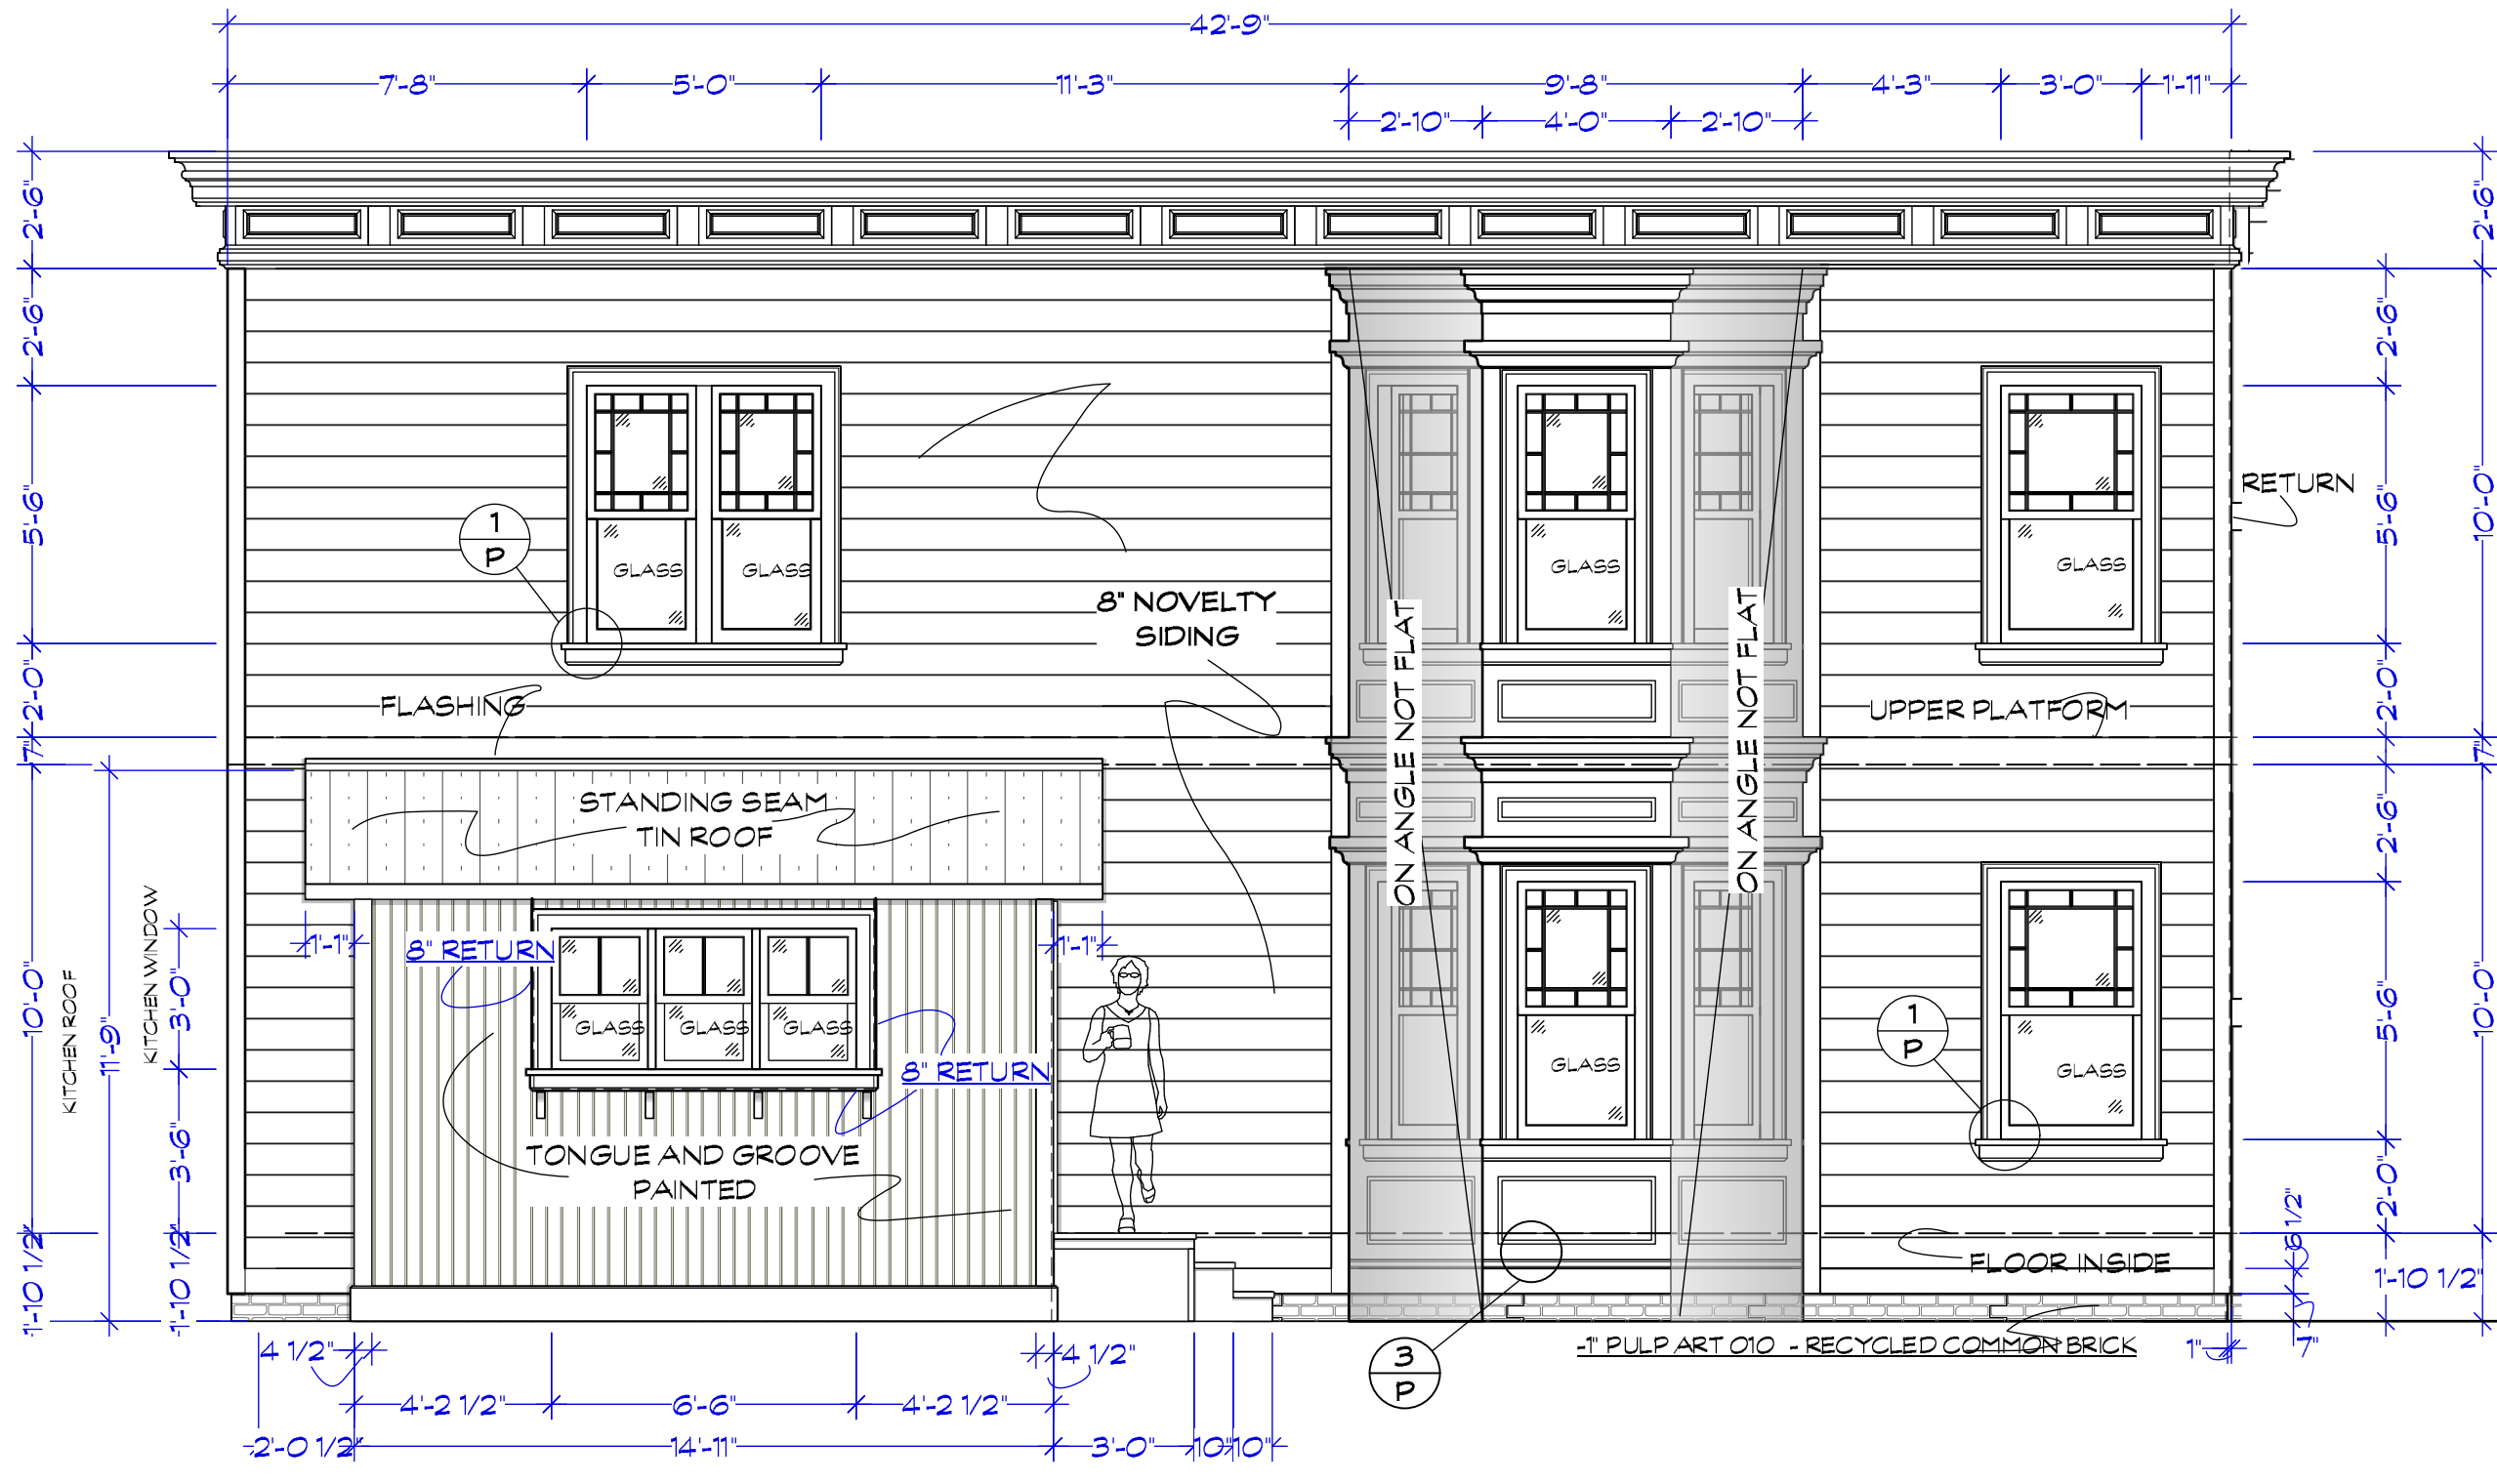 42'-9"
7'-8"
5'-0"
11'-3"
9'-8"
4'-3"
3'-0"
1'-11"
2'-10"
4'-0"
2'-10"
2'-6"
2'-6"
5'-6"
2'-0"
7"
10'-0"
1'-10 1/2"
KITCHEN ROOF
11'-9"
KITCHEN WINDOW
3'-0"
3'-6"
1'-10 1/2"
1
P
GLASS
GLASS
FLASHING
8" NOVELTY
SIDING
GLASS
ON ANGLE NOT FLAT
ON ANGLE NOT FLAT
GLASS
RETURN
UPPER PLATFORM
STANDING SEAM
TIN ROOF
1'-1"
8" RETURN
1'-1"
GLASS
GLASS
GLASS
8" RETURN
TONGUE AND GROOVE
PAINTED
GLASS
1
P
GLASS
FLOOR INSIDE
2'-6"
2'-6"
5'-6"
2'-0"
10'-0"
7"
2'-6"
5'-6"
2'-0"
10'-0"
6 1/2"
1'-10 1/2"
7"
1"
-1" PULP ART 010 - RECYCLED COMMON BRICK
3
P
4 1/2"
4 1/2"
4'-2 1/2"
6'-6"
4'-2 1/2"
2'-0 1/2"
14'-11"
3'-0"
10"
10"